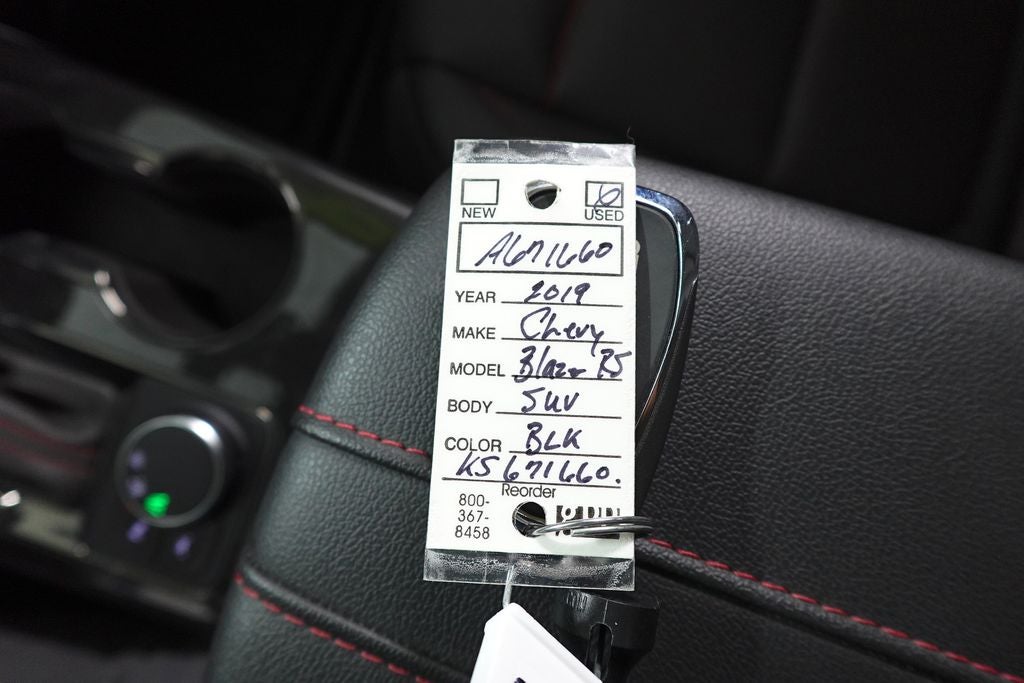 NEW 6 USED
A671660
YEAR 2019
MAKE Chevy
MODEL Blazer RS
BODY SUV
COLOR BLK
KS671660.
Reorder
800-
367-
8458